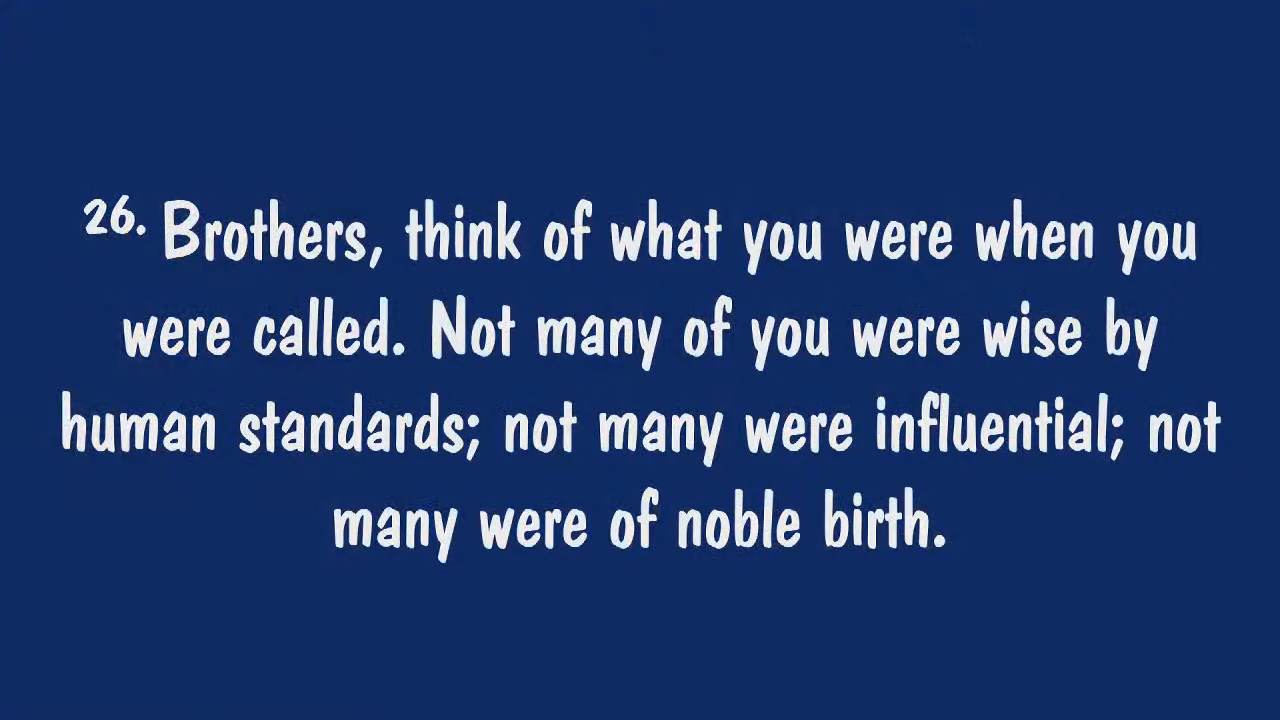 26. Brothers, think of what you were when you
were called. Not many of you were wise by
human standards; not many were influential; not
many were of noble birth.